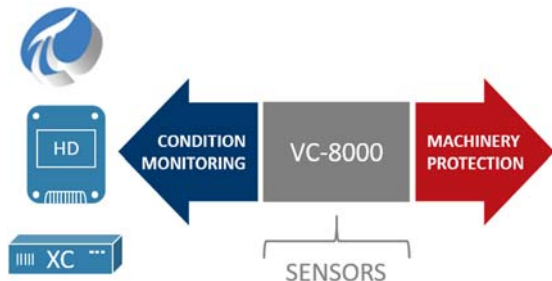 HD
XC
CONDITION
MONITORING
VC-8000
MACHINERY
PROTECTION
SENSORS